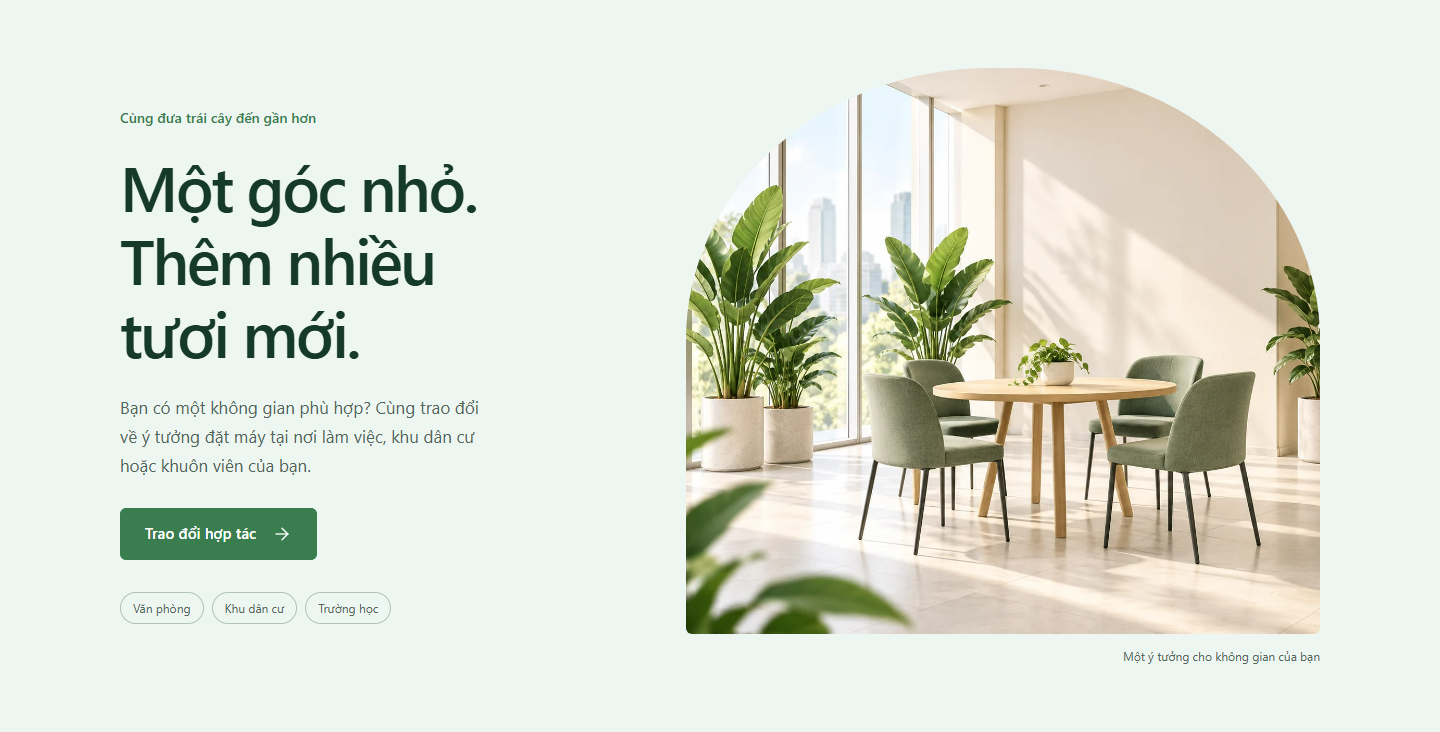 Cùng đưa trái cây đến gần hơn
Một góc nhỏ.
Thêm nhiều
tươi mới.
Bạn có một không gian phù hợp? Cùng trao đổi
về ý tưởng đặt máy tại nơi làm việc, khu dân cư
hoặc khuôn viên của bạn.
Trao đổi hợp tác
Văn phòng
Khu dân cư
Trường học
Một ý tưởng cho không gian của bạn